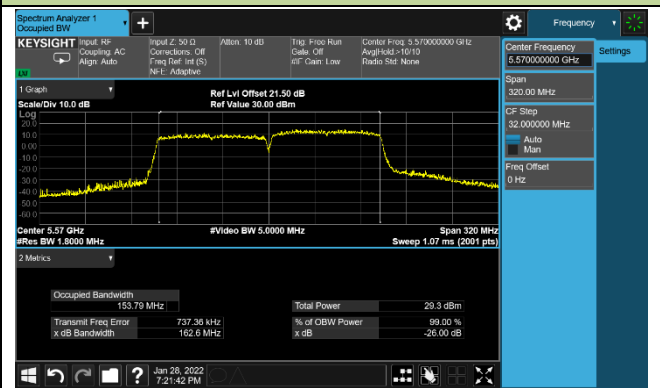 Spectrum Analyzer 1
Occupied BW
+
Frequency
KEYSIGHT
Input: RF
Coupling: AC
Align: Auto
Input Z: 50 Ω
Corrections: Off
Freq Ref: Int (S)
NFE: Adaptive
Atten: 10 dB
Trig: Free Run
Gate: Off
#IF Gain: Low
Center Freq: 5.570000000 GHz
Avg|Hold:>10/10
Radio Std: None
LXI
Center Frequency
5.570000000 GHz
Settings
Span
320.00 MHz
CF Step
32.000000 MHz
Auto
Man
Freq Offset
0 Hz
1 Graph
Scale/Div 10.0 dB
Ref Lvl Offset 21.50 dB
Ref Value 30.00 dBm
Log
20.0
10.0
0.00
-10.0
-20.0
-30.0
-40.0
-50.0
-60.0
Center 5.57 GHz
#Video BW 5.0000 MHz
Span 320 MHz
#Res BW 1.8000 MHz
Sweep 1.07 ms (2001 pts)
2 Metrics
Occupied Bandwidth
153.79 MHz
Total Power
29.3 dBm
Transmit Freq Error
737.36 kHz
% of OBW Power
99.00 %
x dB Bandwidth
162.6 MHz
x dB
-26.00 dB
?
Jan 28, 2022
7:21:42 PM